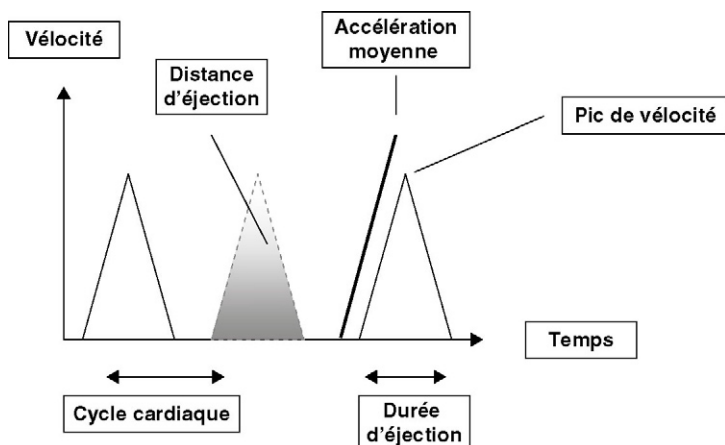 Vélocité
Distance
d'éjection
Accélération
moyenne
Pic de vélocité
Temps
Cycle cardiaque
Durée
d'éjection